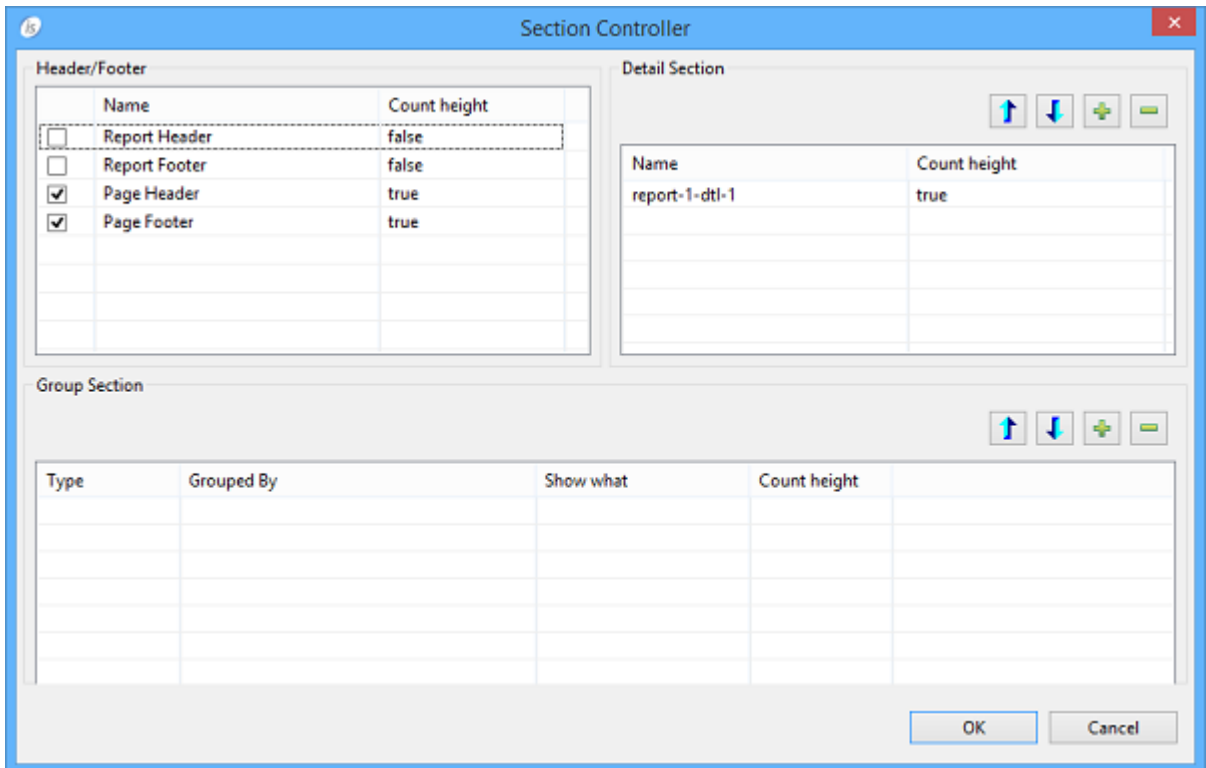 is
Section Controller
Header/Footer
Name Count height
Report Header false
Report Footer false
Page Header true
Page Footer true
Detail Section
Name Count height
report-1-dtl-1 true
Group Section
Type Grouped By Show what Count height
OK Cancel